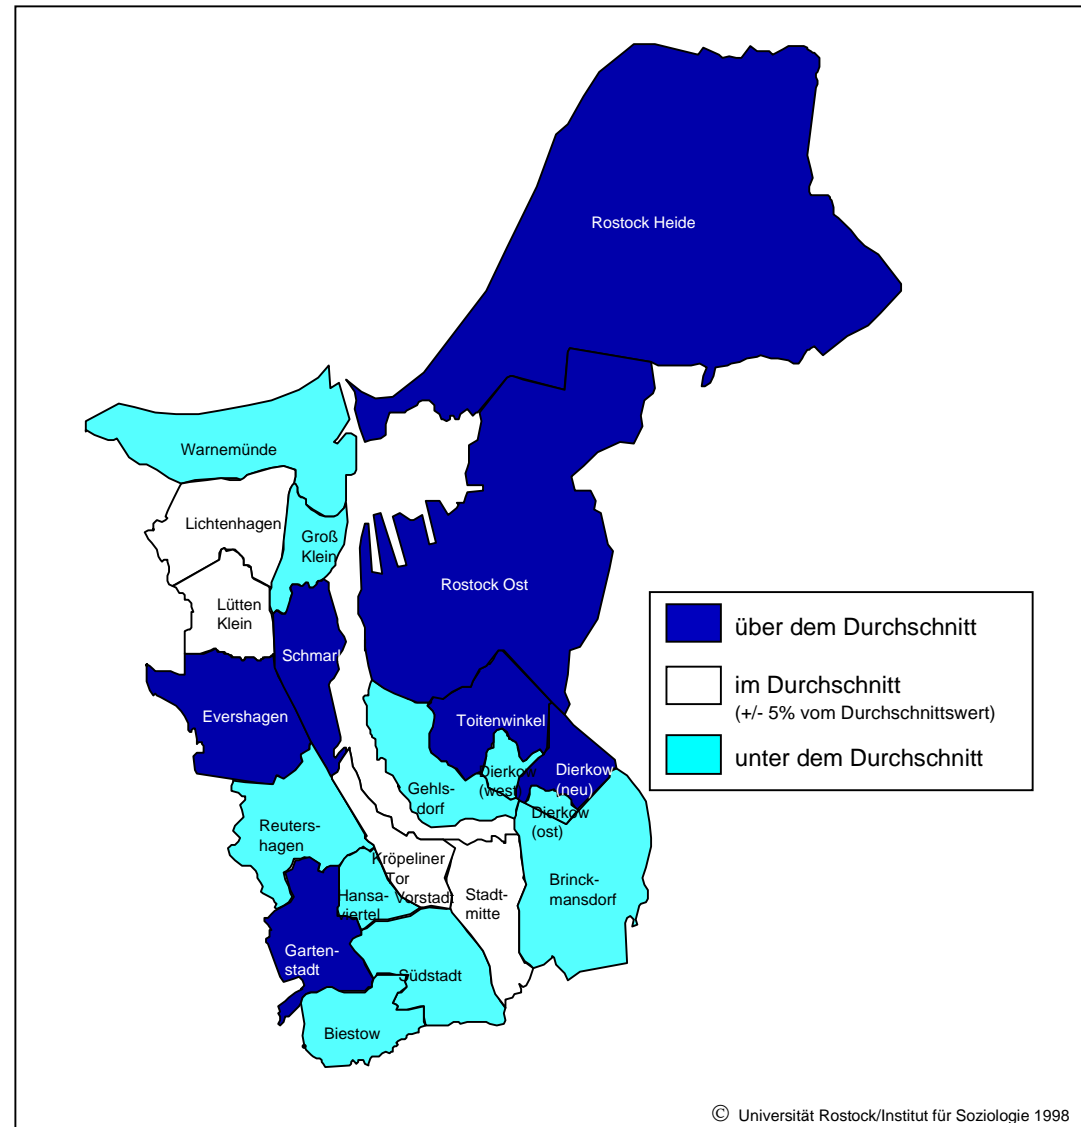 Rostock Heide
Warnemünde
Lichtenhagen
Groß
Klein
Rostock Ost
Lütten
Klein
Schmarl
Evershagen
Toitenwinkel
Dierkow
(west)
Dierkow
(neu)
Gehls-
dorf
Dierkow
(ost)
Reuters-
hagen
Kröpeliner
Tor
Vorstadt
Hansa-
viertel
Stadt-
mitte
Brinck-
mansdorf
Garten-
stadt
Südstadt
Biestow
über dem Durchschnitt
im Durchschnitt
(+/- 5% vom Durchschnittswert)
unter dem Durchschnitt
© Universität Rostock/Institut für Soziologie 1998